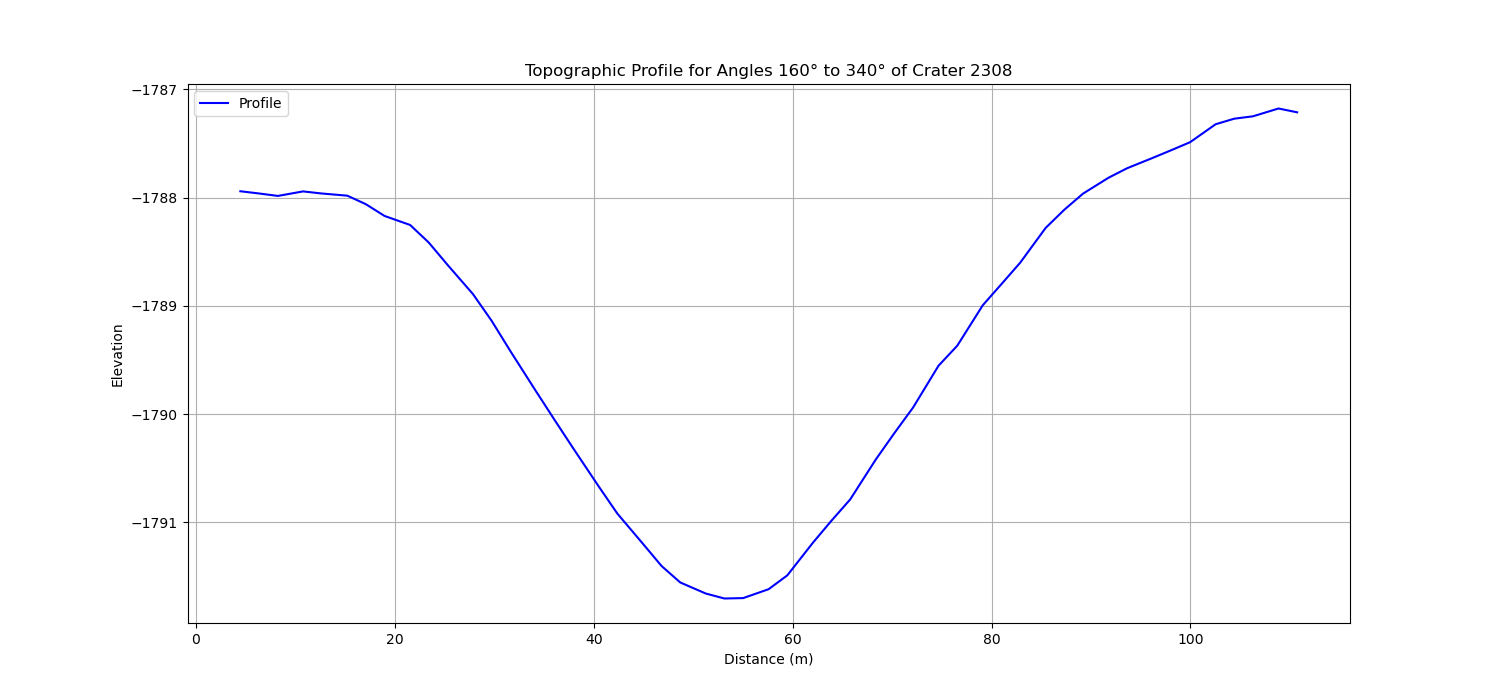 Topographic Profile for Angles 160° to 340° of Crater 2308
Profile
−1787
−1788
−1789
−1790
−1791
Elevation
0 20 40 60 80 100
Distance (m)